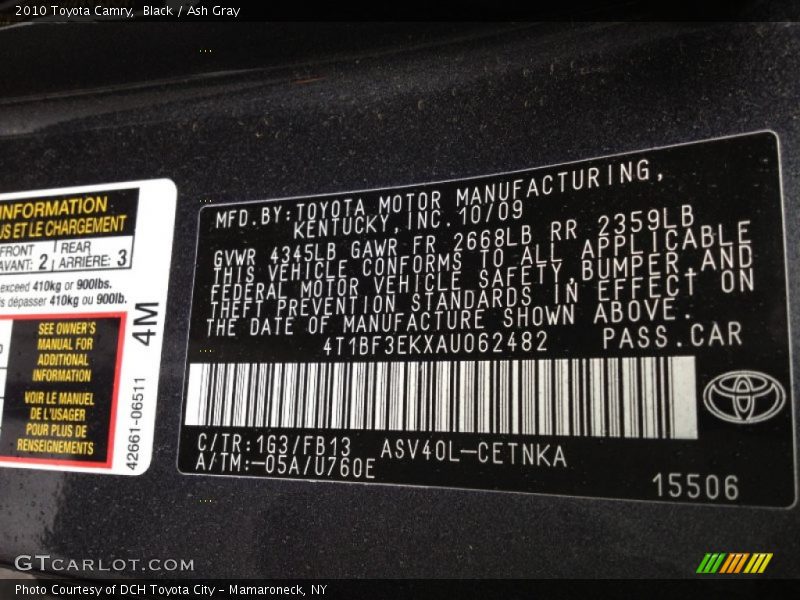 2010 Toyota Camry,  Black / Ash Gray
INFORMATION
US ET LE CHARGEMENT
FRONT REAR
AVANT: 2 ARRIÈRE: 3
exceed 410kg or 900lbs.
is dépasser 410kg ou 900lb.
SEE OWNER'S
MANUAL FOR
ADDITIONAL
INFORMATION
VOIR LE MANUEL
DE L'USAGER
POUR PLUS DE
RENSEIGNEMENTS
4M
42661-06511
MFD.BY:TOYOTA MOTOR MANUFACTURING,
KENTUCKY,INC.10/09
GVWR 4345LB GAWR FR 2668LB RR 2359LB
THIS VEHICLE CONFORMS TO ALL APPLICABLE
FEDERAL MOTOR VEHICLE SAFETY,BUMPER,AND
THEFT PREVENTION STANDARDS IN EFFECT ON
THE DATE OF MANUFACTURE SHOWN ABOVE.
4T1BF3EKXAU062482 PASS.CAR
C/TR:1G3/FB13 ASV40L-CETNKA
A/TM:-05A/U760E
15506
GTCARLOT.COM
Photo Courtesy of DCH Toyota City - Mamaroneck, NY